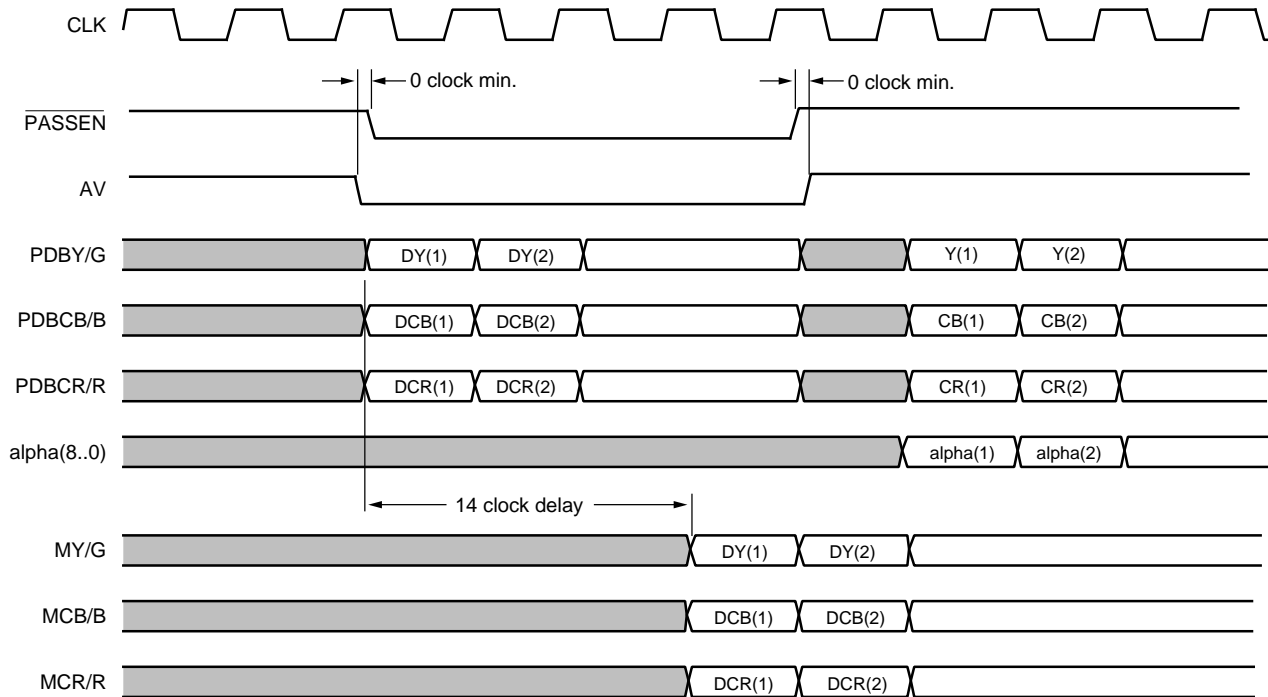 CLK
0 clock min. 0 clock min.
PASSEN
AV
PDBY/G DY(1) DY(2) Y(1) Y(2)
PDBCB/B DCB(1) DCB(2) CB(1) CB(2)
PDBCR/R DCR(1) DCR(2) CR(1) CR(2)
alpha(8..0) alpha(1) alpha(2)
14 clock delay
MY/G DY(1) DY(2)
MCB/B DCB(1) DCB(2)
MCR/R DCR(1) DCR(2)